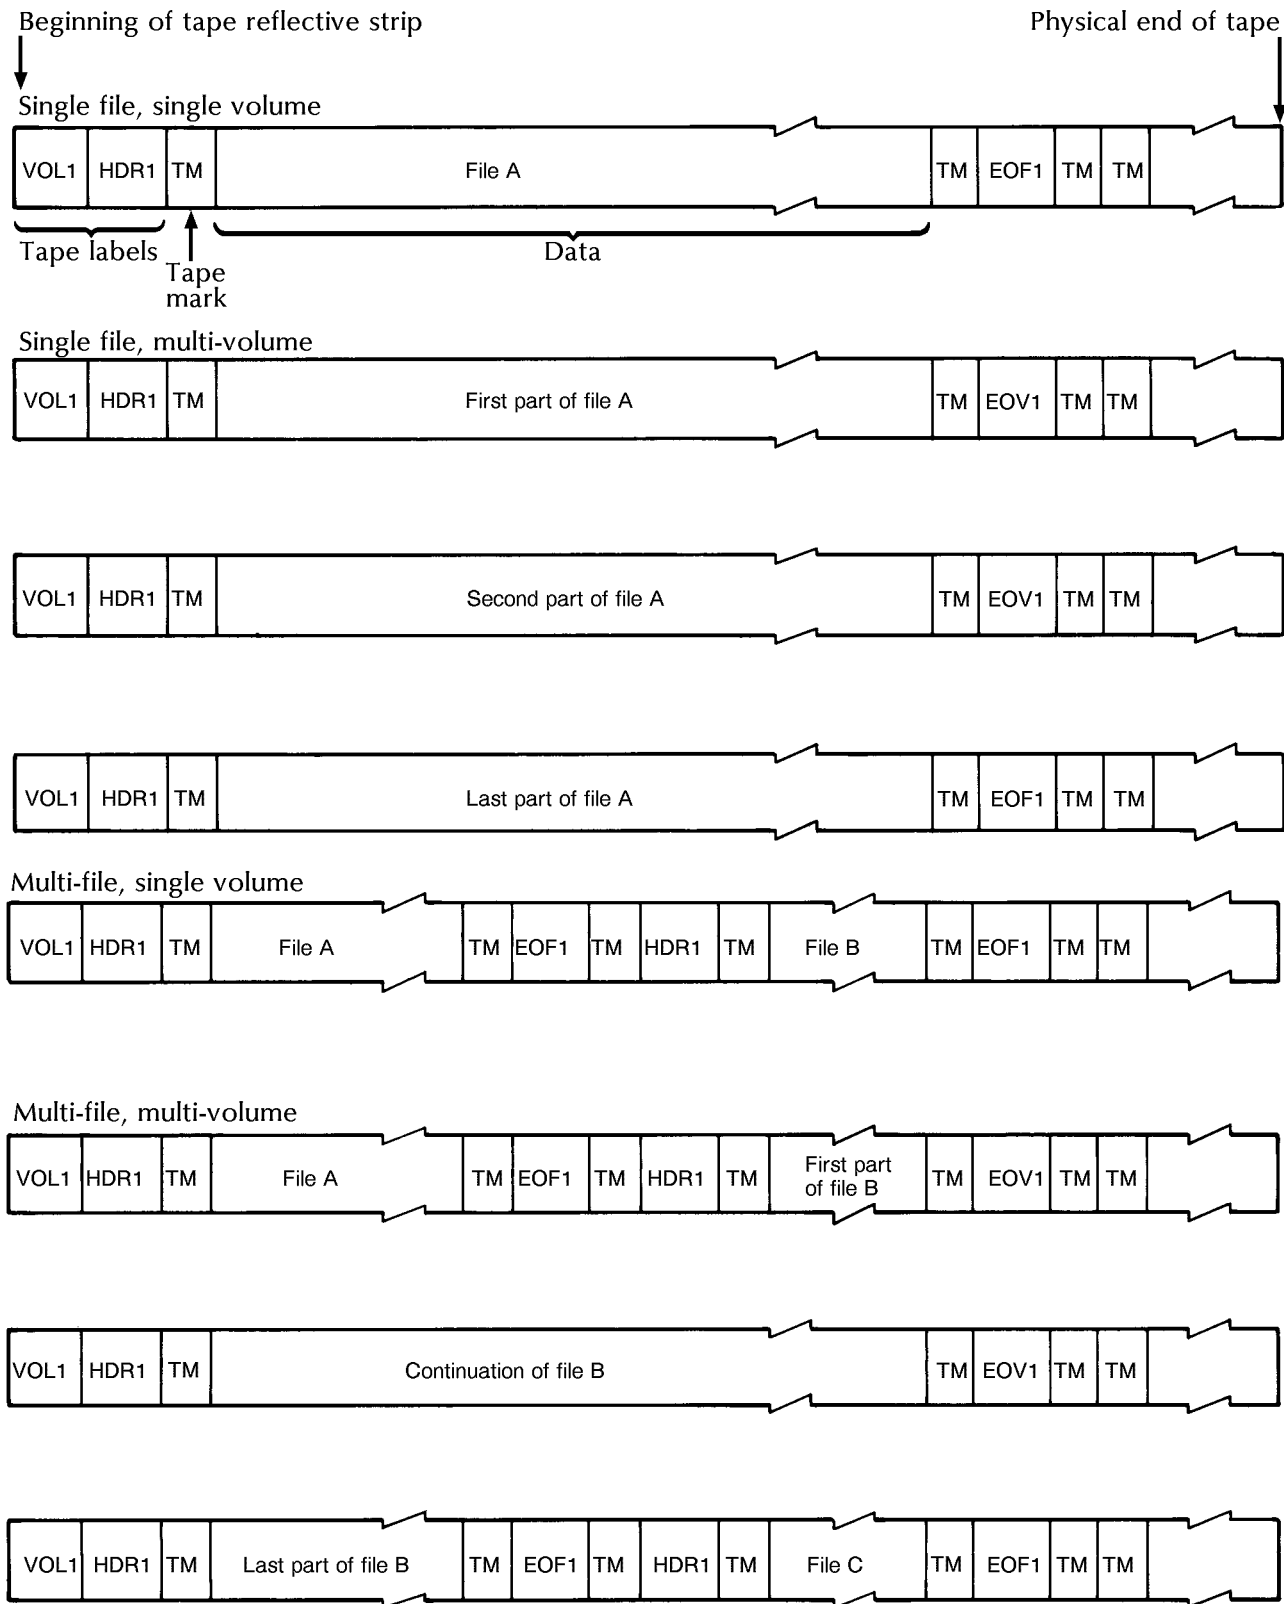 Beginning of tape reflective strip Physical end of tape
Single file, single volume
VOL1 HDR1 TM File A TM EOF1 TM TM
Tape labels Data
Tape
mark
Single file, multi-volume
VOL1 HDR1 TM First part of file A TM EOV1 TM TM
VOL1 HDR1 TM Second part of file A TM EOV1 TM TM
VOL1 HDR1 TM Last part of file A TM EOF1 TM TM
Multi-file, single volume
VOL1 HDR1 TM File A TM EOF1 TM HDR1 TM File B TM EOF1 TM TM
Multi-file, multi-volume
VOL1 HDR1 TM File A TM EOF1 TM HDR1 TM First part
of file B TM EOV1 TM TM
VOL1 HDR1 TM Continuation of file B TM EOV1 TM TM
VOL1 HDR1 TM Last part of file B TM EOF1 TM HDR1 TM File C TM EOF1 TM TM